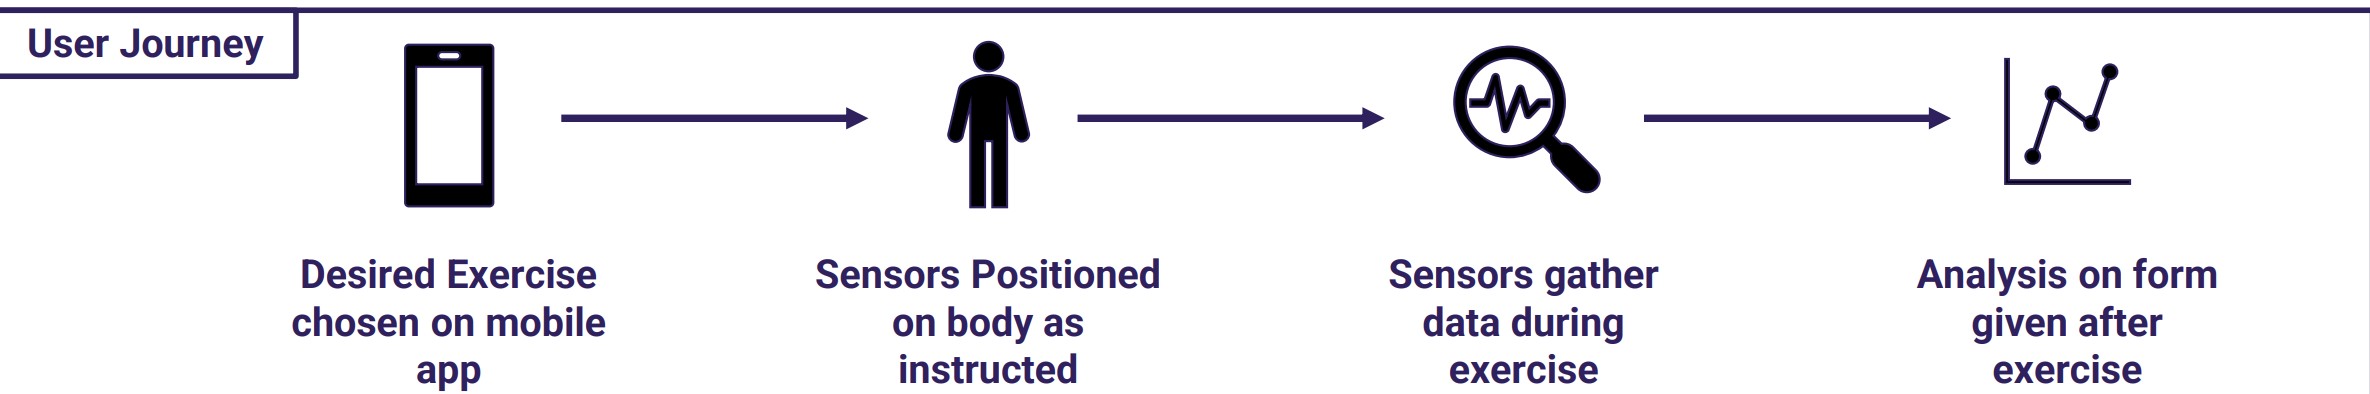 User Journey
Desired Exercise
chosen on mobile
app
Sensors Positioned
on body as
instructed
Sensors gather
data during
exercise
Analysis on form
given after
exercise